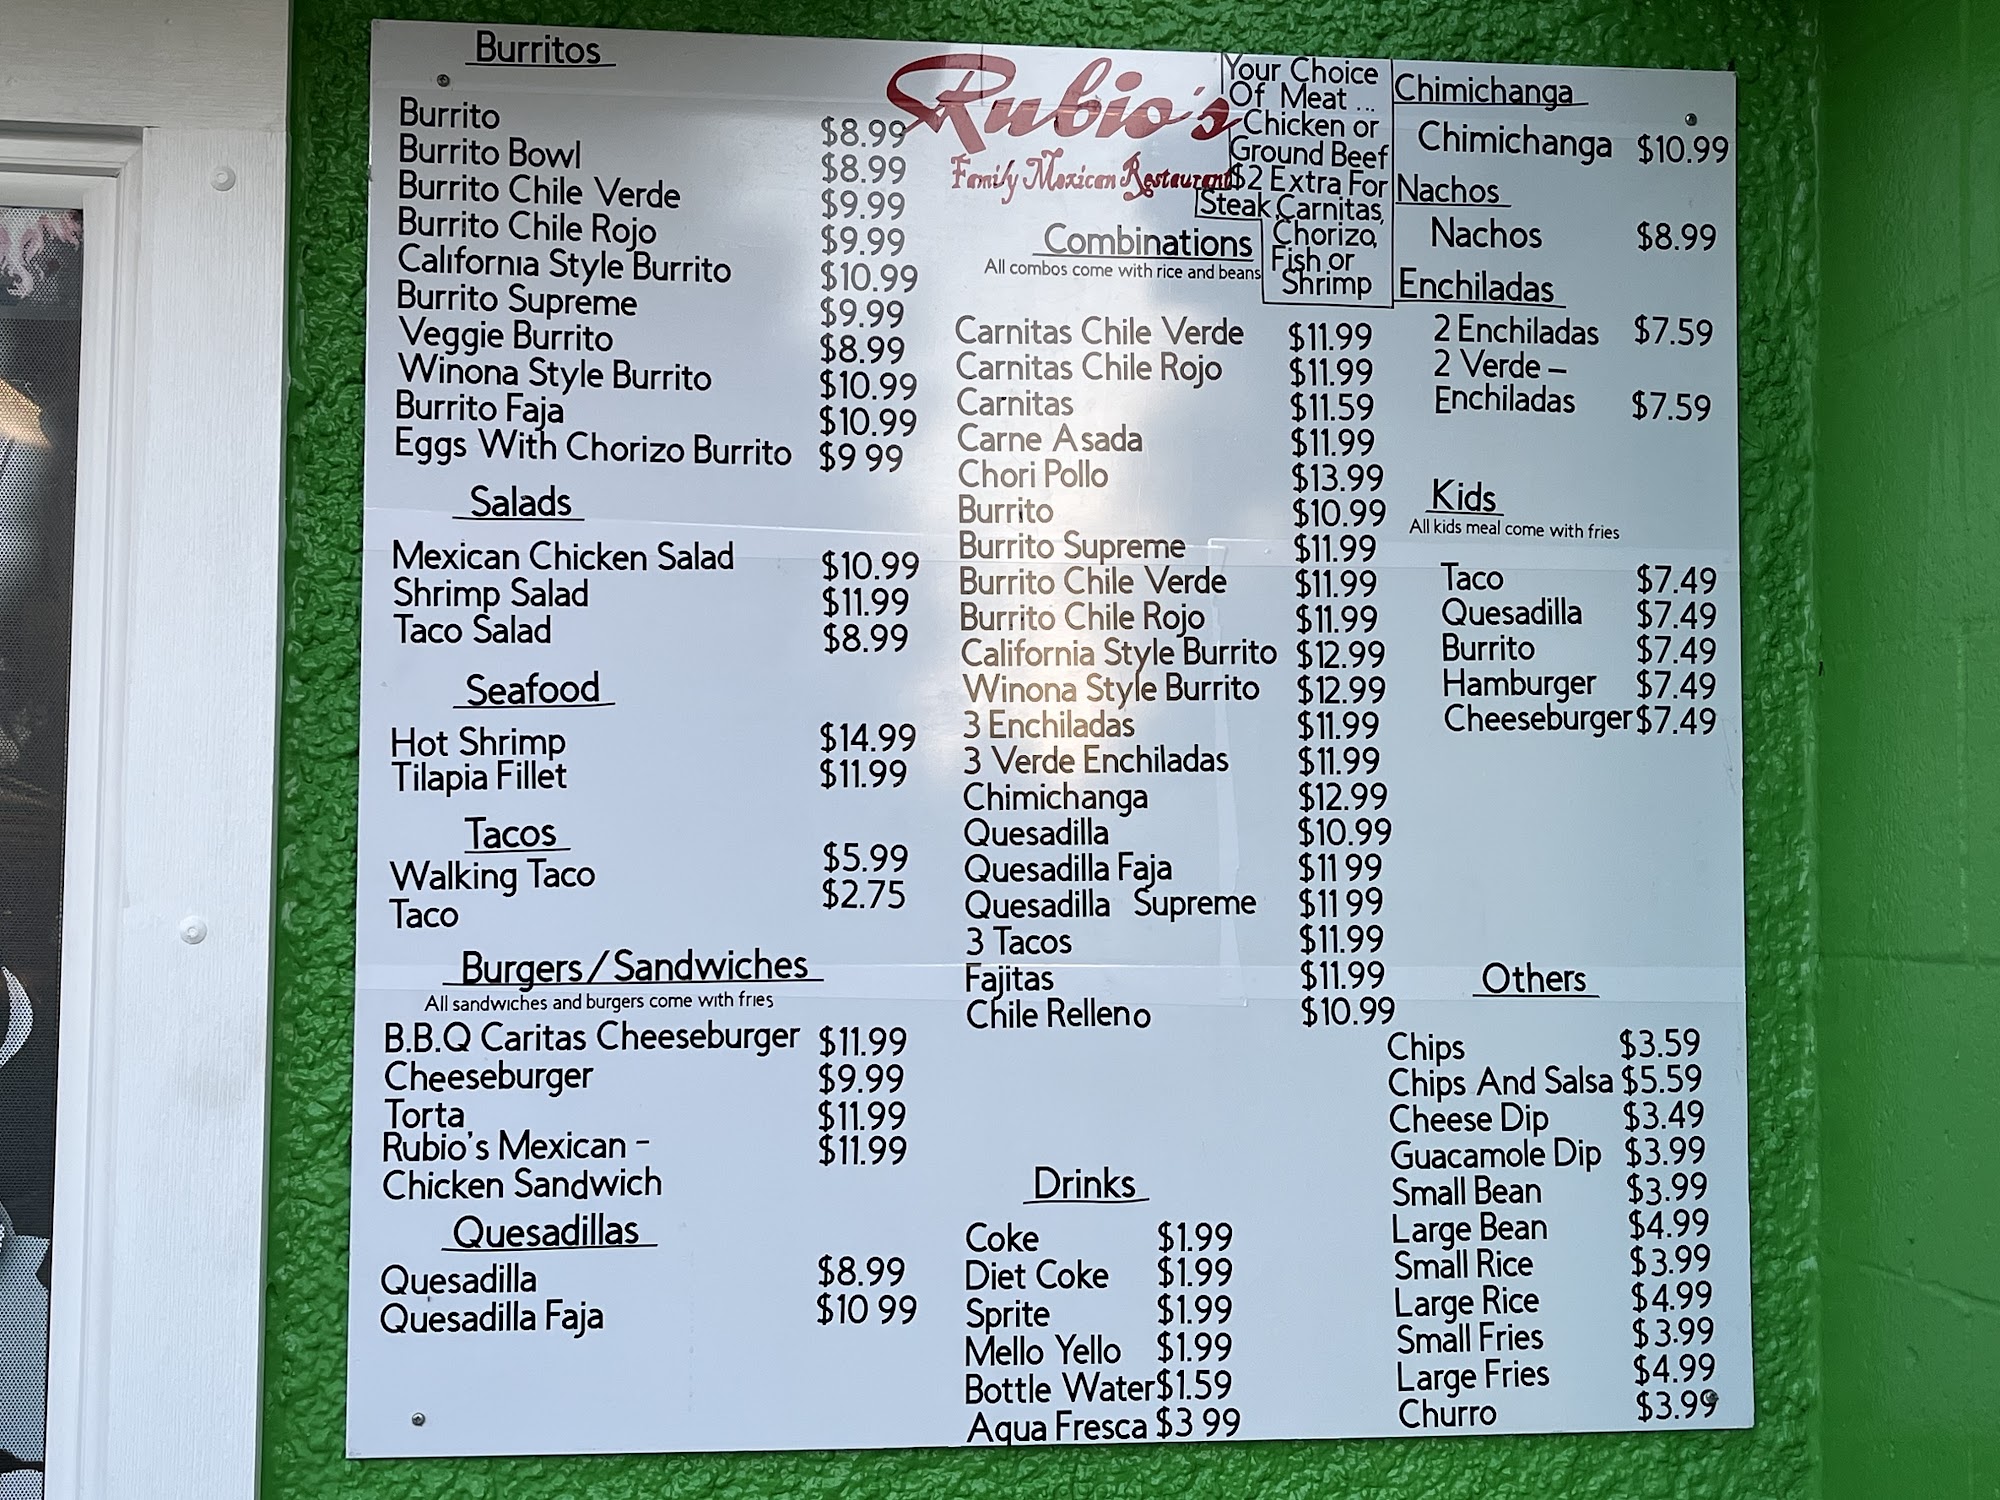 Burritos
Burrito $8.99
Burrito Bowl $8.99
Burrito Chile Verde $9.99
Burrito Chile Rojo $9.99
California Style Burrito $10.99
Burrito Supreme $9.99
Veggie Burrito $8.99
Winona Style Burrito $10.99
Burrito Faja $10.99
Eggs With Chorizo Burrito $9 99
Salads
Mexican Chicken Salad $10.99
Shrimp Salad $11.99
Taco Salad $8.99
Seafood
Hot Shrimp $14.99
Tilapia Fillet $11.99
Tacos
Walking Taco $5.99
Taco $2.75
Burgers/Sandwiches
All sandwiches and burgers come with fries
B.B.Q Caritas Cheeseburger $11.99
Cheeseburger $9.99
Torta $11.99
Rubio's Mexican - $11.99
Chicken Sandwich
Quesadillas
Quesadilla $8.99
Quesadilla Faja $10 99
Rubio's
Family Mexican Restaurant
Your Choice
Of Meat ...
Chicken or
Ground Beef
$2 Extra For
Steak,Carnitas,
Chorizo,
Fish or
Shrimp
Combinations
All combos come with rice and beans
Carnitas Chile Verde $11.99
Carnitas Chile Rojo $11.99
Carnitas $11.59
Carne Asada $11.99
Chori Pollo $13.99
Burrito $10.99
Burrito Supreme $11.99
Burrito Chile Verde $11.99
Burrito Chile Rojo $11.99
California Style Burrito $12.99
Winona Style Burrito $12.99
3 Enchiladas $11.99
3 Verde Enchiladas $11.99
Chimichanga $12.99
Quesadilla $10.99
Quesadilla Faja $11 99
Quesadilla Supreme $11 99
3 Tacos $11.99
Fajitas $11.99
Chile Relleno $10.99
Drinks
Coke $1.99
Diet Coke $1.99
Sprite $1.99
Mello Yello $1.99
Bottle Water $1.59
Aqua Fresca $3 99
Chimichanga
Chimichanga $10.99
Nachos
Nachos $8.99
Enchiladas
2 Enchiladas $7.59
2 Verde –
Enchiladas $7.59
Kids
All kids meal come with fries
Taco $7.49
Quesadilla $7.49
Burrito $7.49
Hamburger $7.49
Cheeseburger $7.49
Others
Chips $3.59
Chips And Salsa $5.59
Cheese Dip $3.49
Guacamole Dip $3.99
Small Bean $3.99
Large Bean $4.99
Small Rice $3.99
Large Rice $4.99
Small Fries $3.99
Large Fries $4.99
Churro $3.99